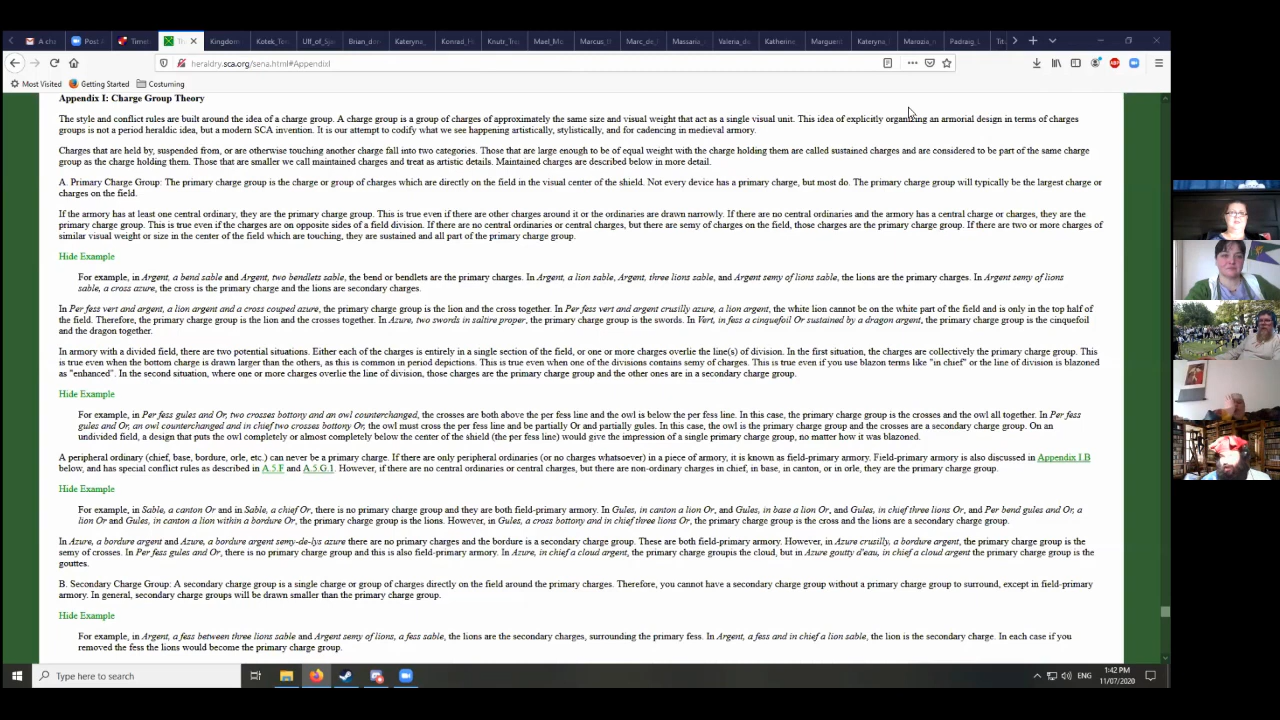 A cha
Post A
Timel
Th
Kingdom
Kotek_Tex
Uff_of_Sja
Brian_dor
Kateryna_
Konrad_H
Knutr_Tru
Mael_Mo
Marcus_th
Marc_de_
Massaria_
Valena_da
Katherine_
Marguerit
Kateryna_
Marozia_n
Padraig_L
Tit
heraldry.sca.org/sena.html#AppendixI
Most Visited
Getting Started
Costuming
Appendix I: Charge Group Theory
The style and conflict rules are built around the idea of a charge group. A charge group is a group of charges of approximately the same size and visual weight that act as a single visual unit. This idea of explicitly organizing an armorial design in terms of charges
groups is not a period heraldic idea, but a modern SCA invention. It is our attempt to codify what we see happening artistically, stylistically, and for cadencing in medieval armory.
Charges that are held by, suspended from, or are otherwise touching another charge fall into two categories. Those that are large enough to be of equal weight with the charge holding them are called sustained charges and are considered to be part of the same charge
group as the charge holding them. Those that are smaller we call maintained charges and treat as artistic details. Maintained charges are described below in more detail.
A. Primary Charge Group: The primary charge group is the charge or group of charges which are directly on the field in the visual center of the shield. Not every device has a primary charge, but most do. The primary charge group will typically be the largest charge or
charges on the field.
If the armory has at least one central ordinary, they are the primary charge group. This is true even if there are other charges around it or the ordinaries are drawn narrowly. If there are no central ordinaries and the armory has a central charge or charges, they are the
primary charge group. This is true even if the charges are on opposite sides of a field division. If there are no central ordinaries or central charges, but there are semy of charges on the field, those charges are the primary charge group. If there are two or more charges of
similar visual weight or size in the center of the field which are touching, they are sustained and all part of the primary charge group.
Hide Example
For example, in Argent, a bend sable and Argent, two bendlets sable, the bend or bendlets are the primary charges. In Argent, a lion sable, Argent, three lions sable, and Argent semy of lions sable, the lions are the primary charges. In Argent semy of lions
sable, a cross azure, the cross is the primary charge and the lions are secondary charges.
In Per fess vert and argent, a lion argent and a cross couped azure, the primary charge group is the lion and the cross together. In Per fess vert and argent crusilly azure, a lion argent, the white lion cannot be on the white part of the field and is only in the top half of
the field. Therefore, the primary charge group is the lion and the crosses together. In Azure, two swords in saltire proper, the primary charge group is the swords. In Vert, in fess a cinquefoil Or sustained by a dragon argent, the primary charge group is the cinquefoil
and the dragon together.
In armory with a divided field, there are two potential situations. Either each of the charges is entirely in a single section of the field, or one or more charges overlie the line(s) of division. In the first situation, the charges are collectively the primary charge group. This
is true even when the bottom charge is drawn larger than the others, as this is common in period depictions. This is true even when one of the divisions contains semy of charges. This is true even if you use blazon terms like "in chief" or the line of division is blazoned
as "enhanced". In the second situation, where one or more charges overlie the line of division, those charges are the primary charge group and the other ones are in a secondary charge group.
Hide Example
For example, in Per fess gules and Or, two crosses bottony and an owl counterchanged, the crosses are both above the per fess line and the owl is below the per fess line. In this case, the primary charge group is the crosses and the owl all together. In Per fess
gules and Or, an owl counterchanged and in chief two crosses bottony Or, the owl must cross the per fess line and be partially Or and partially gules. In this case, the owl is the primary charge group and the crosses are a secondary charge group. On an
undivided field, a design that puts the owl completely or almost completely below the center of the shield (the per fess line) would give the impression of a single primary charge group, no matter how it was blazoned.
A peripheral ordinary (chief, base, bordure, orle, etc.) can never be a primary charge. If there are only peripheral ordinaries (or no charges whatsoever) in a piece of armory, it is known as field-primary armory. Field-primary armory is also discussed in Appendix I.B
below, and has special conflict rules as described in A.5.F and A.5.G.1. However, if there are no central ordinaries or central charges, but there are non-ordinary charges in chief, in base, in canton, or in orle, they are the primary charge group.
Hide Example
For example, in Sable, a canton Or and in Sable, a chief Or, there is no primary charge group and they are both field-primary armory. In Gules, in canton a lion Or, and Gules, in base a lion Or, and Gules, in chief three lions Or, and Per bend gules and Or, a
lion Or and Gules, in canton a lion within a bordure Or, the primary charge group is the lions. However, in Gules, a cross bottony and in chief three lions Or, the primary charge group is the cross and the lions are a secondary group.
In Azure, a bordure argent and Azure, a bordure argent semy-de-lys azure there are no primary charges and the bordure is a secondary group. These are both field-primary armory. However, in Azure crusilly, a bordure argent, the primary charge group is the
semy of crosses. In Per fess gules and Or, there is no primary charge group and this is also field-primary armory. In Azure, in chief a cloud argent, the primary charge groupis the cloud, but in Azure goutty d'eau, in chief a cloud argent the primary charge group is the
gouttes.
B. Secondary Charge Group: A secondary charge group is a single charge or group of charges directly on the field around the primary charges. Therefore, you cannot have a secondary charge group without a primary charge group to surround, except in field-primary
armory. In general, secondary charge groups will be drawn smaller than the primary charge group.
Hide Example
For example, in Argent, a fess between three lions sable and Argent semy of lions, a fess sable, the lions are the secondary charges, surrounding the primary fess. In Argent, a fess and in chief a lion sable, the lion is the secondary charge. In each case if you
removed the fess the lions would become the primary charge group.
Type here to search
ENG
1:42 PM
11/07/2020